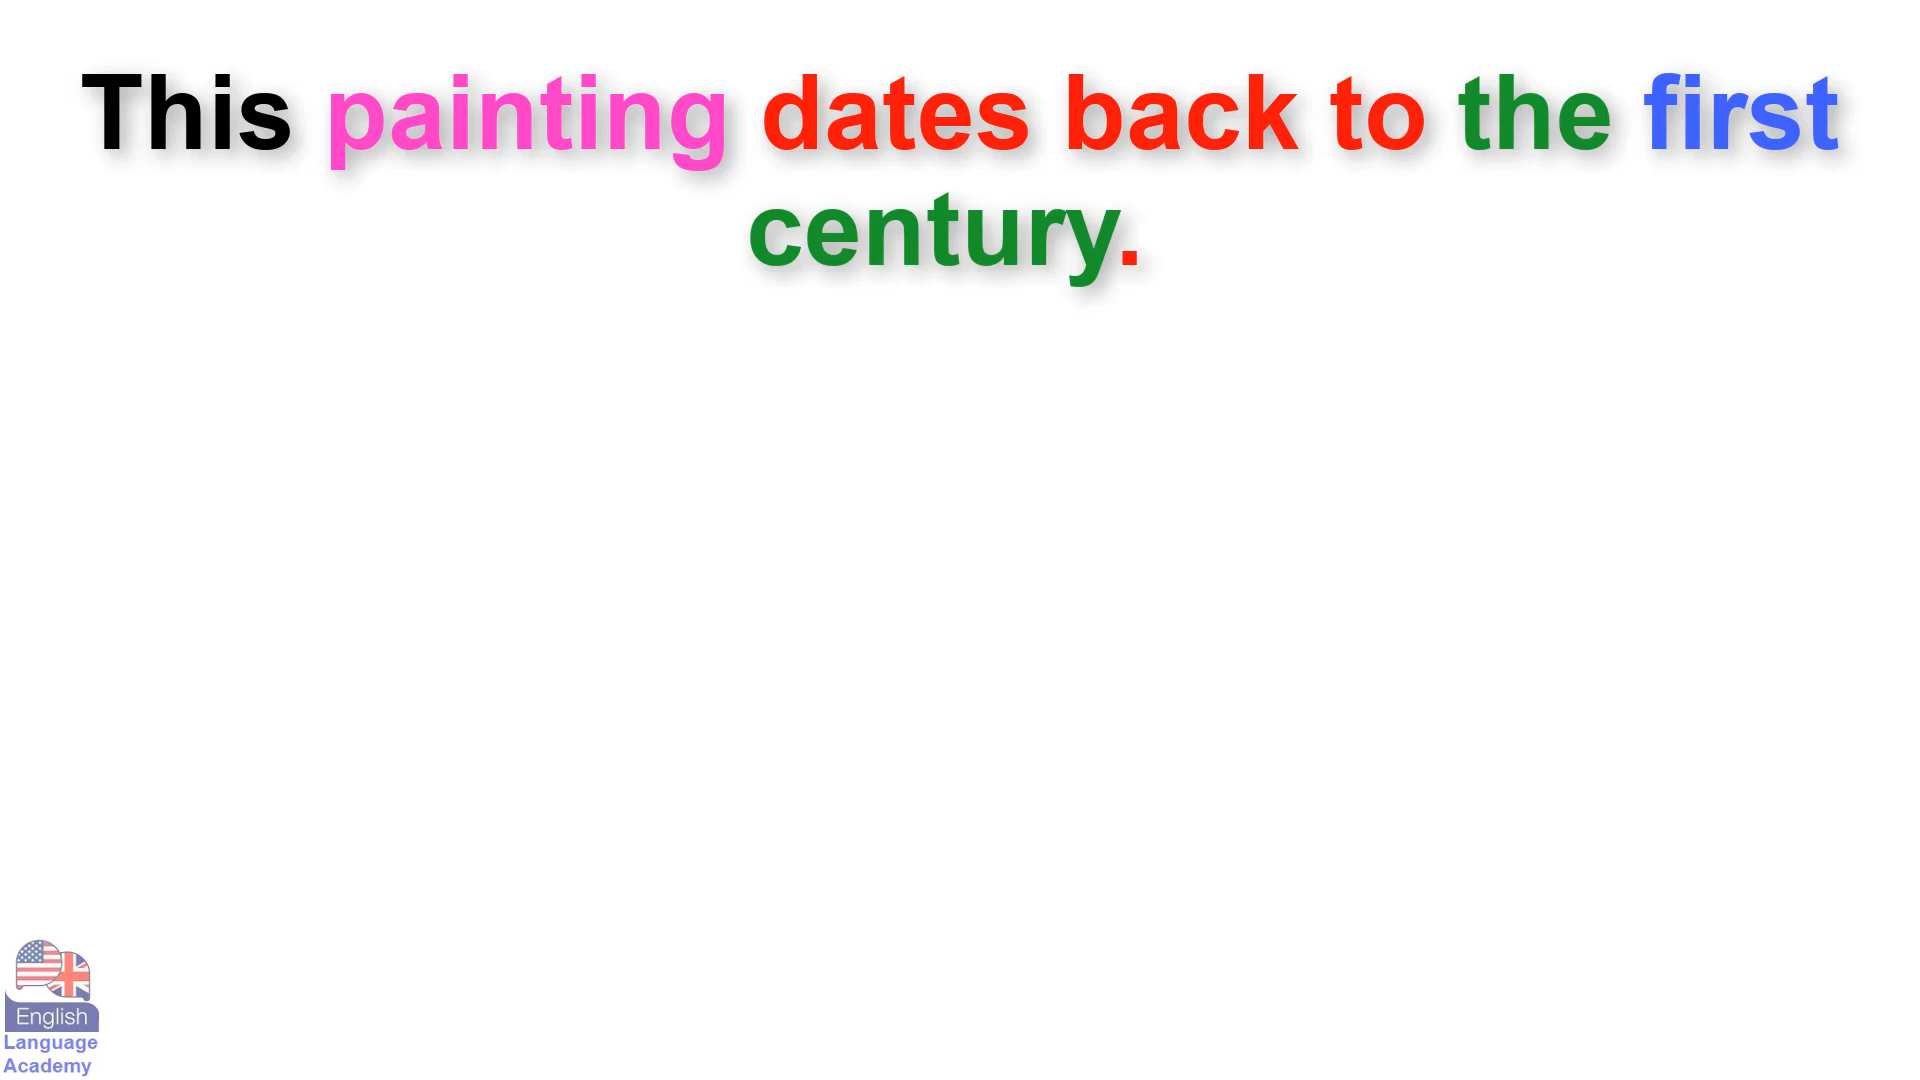 This painting dates back to the first
century.
English
Language
Academy